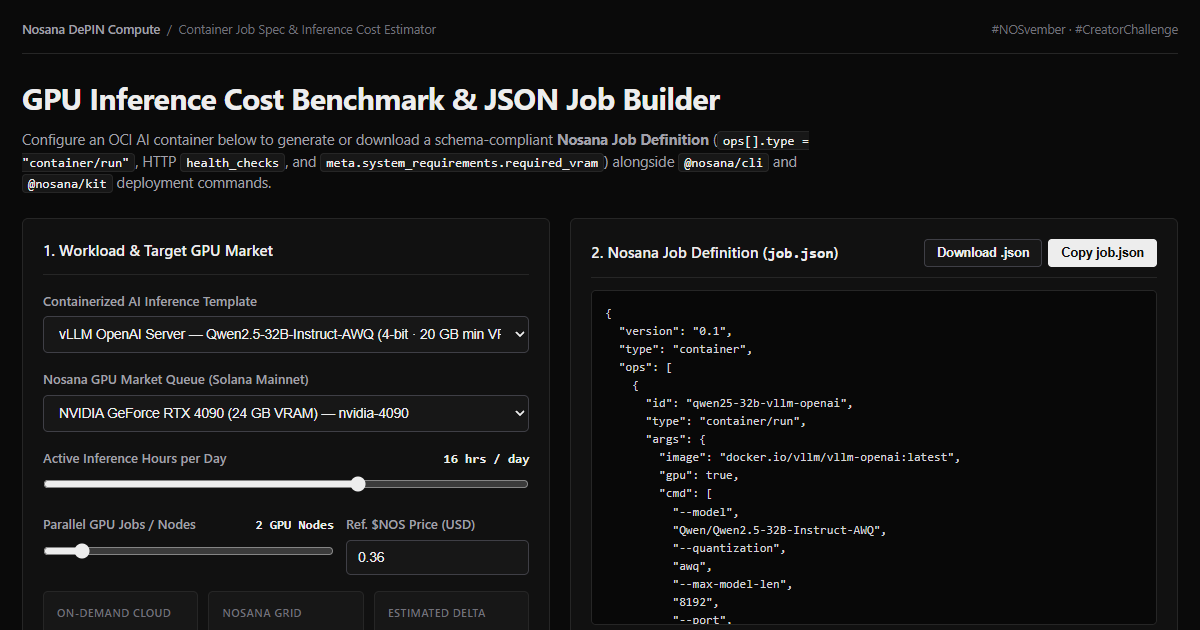 Nosana DePIN Compute / Container Job Spec & Inference Cost Estimator
#NOSvember · #CreatorChallenge
GPU Inference Cost Benchmark & JSON Job Builder
Configure an OCI AI container below to generate or download a schema-compliant Nosana Job Definition (ops[].type =
"container/run", HTTP health_checks, and meta.system_requirements.required_vram) alongside @nosana/cli and
@nosana/kit deployment commands.
1. Workload & Target GPU Market
Containerized AI Inference Template
vLLM OpenAI Server — Qwen2.5-32B-Instruct-AWQ (4-bit · 20 GB min
Nosana GPU Market Queue (Solana Mainnet)
NVIDIA GeForce RTX 4090 (24 GB VRAM) — nvidia-4090
Active Inference Hours per Day
16 hrs / day
Parallel GPU Jobs / Nodes
2 GPU Nodes
Ref. $NOS Price (USD)
0.36
ON-DEMAND CLOUD
NOSANA GRID
ESTIMATED DELTA
2. Nosana Job Definition (job.json)
Download .json
Copy job.json
{
"version": "0.1",
"type": "container",
"ops": [
{
"id": "qwen25-32b-vllm-openai",
"type": "container/run",
"args": {
"image": "docker.io/vllm/vllm-openai:latest",
"gpu": true,
"cmd": [
"--model",
"Qwen/Qwen2.5-32B-Instruct-AWQ",
"--quantization",
"awq",
"--max-model-len",
"8192",
"--port",